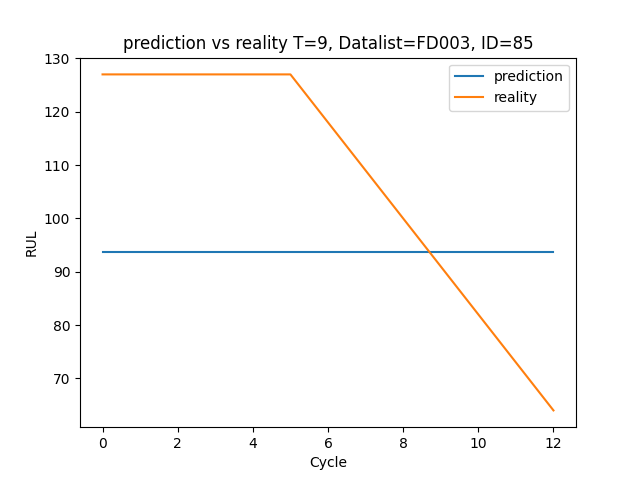 prediction vs reality T=9, Datalist=FD003, ID=85
130
120
110
100
90
80
70
RUL
prediction
reality
0 2 4 6 8 10 12
Cycle